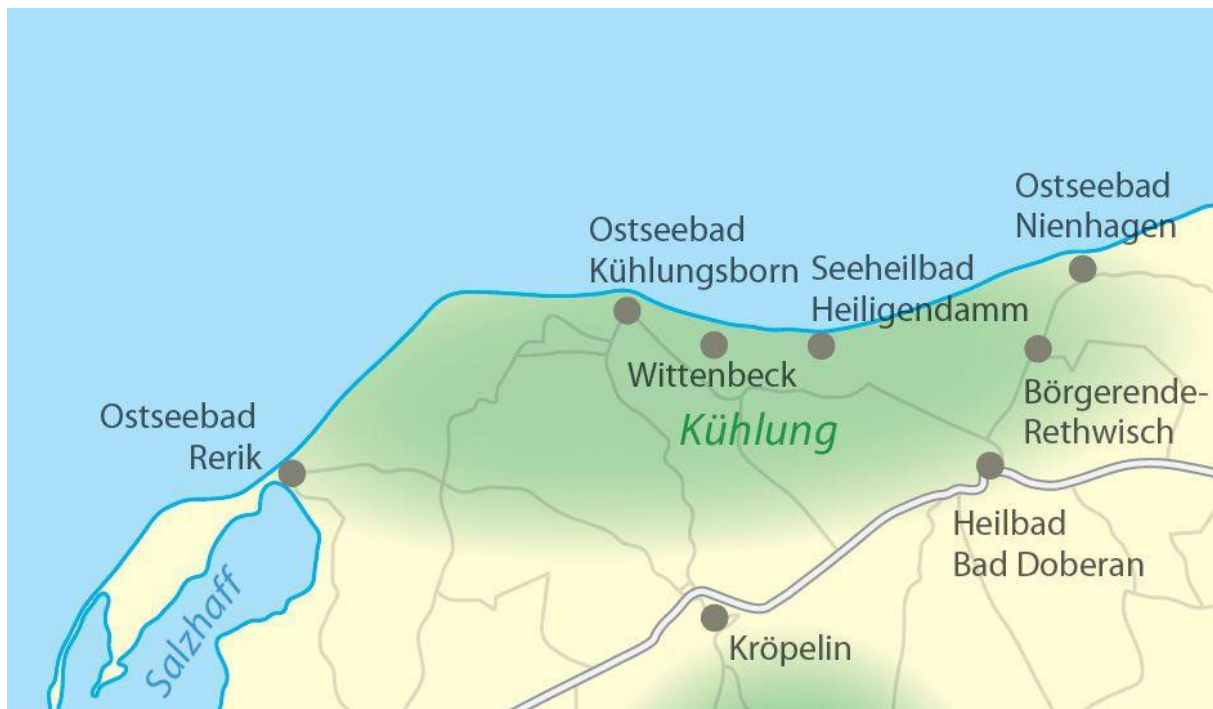 Ostseebad
Nienhagen
Ostseebad
Kühlungsborn
Seeheilbad
Heiligendamm
Wittenbeck
Börgerende-
Rethwisch
Kühlung
Ostseebad
Rerik
Heilbad
Bad Doberan
Salzhaff
Kröpelin